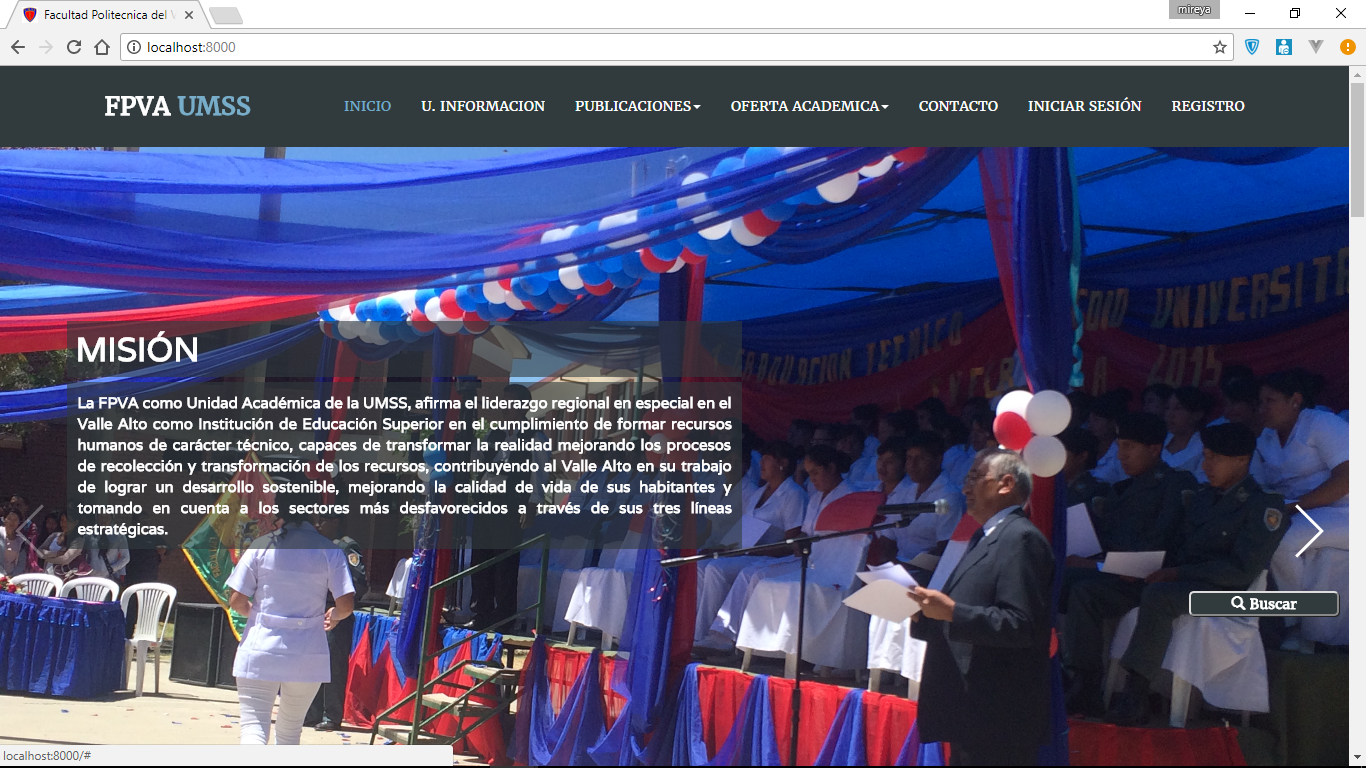 Facultad Politecnica del V
mireya
localhost:8000
FPVA UMSS
INICIO
U. INFORMACION
PUBLICACIONES
OFERTA ACADEMICA
CONTACTO
INICIAR SESIÓN
REGISTRO
UNIVERSITA
GRADUACION TECNICO
2015
MISIÓN
La FPVA como Unidad Académica de la UMSS, afirma el liderazgo regional en especial en el
Valle Alto como Institución de Educación Superior en el cumplimiento de formar recursos
humanos de carácter técnico, capaces de transformar la realidad mejorando los procesos
de recolección y transformación de los recursos, contribuyendo al Valle Alto en su trabajo
de lograr un desarrollo sostenible, mejorando la calidad de vida de sus habitantes y
tomando en cuenta a los sectores más desfavorecidos a través de sus tres líneas
estratégicas.
Buscar
localhost:8000/#